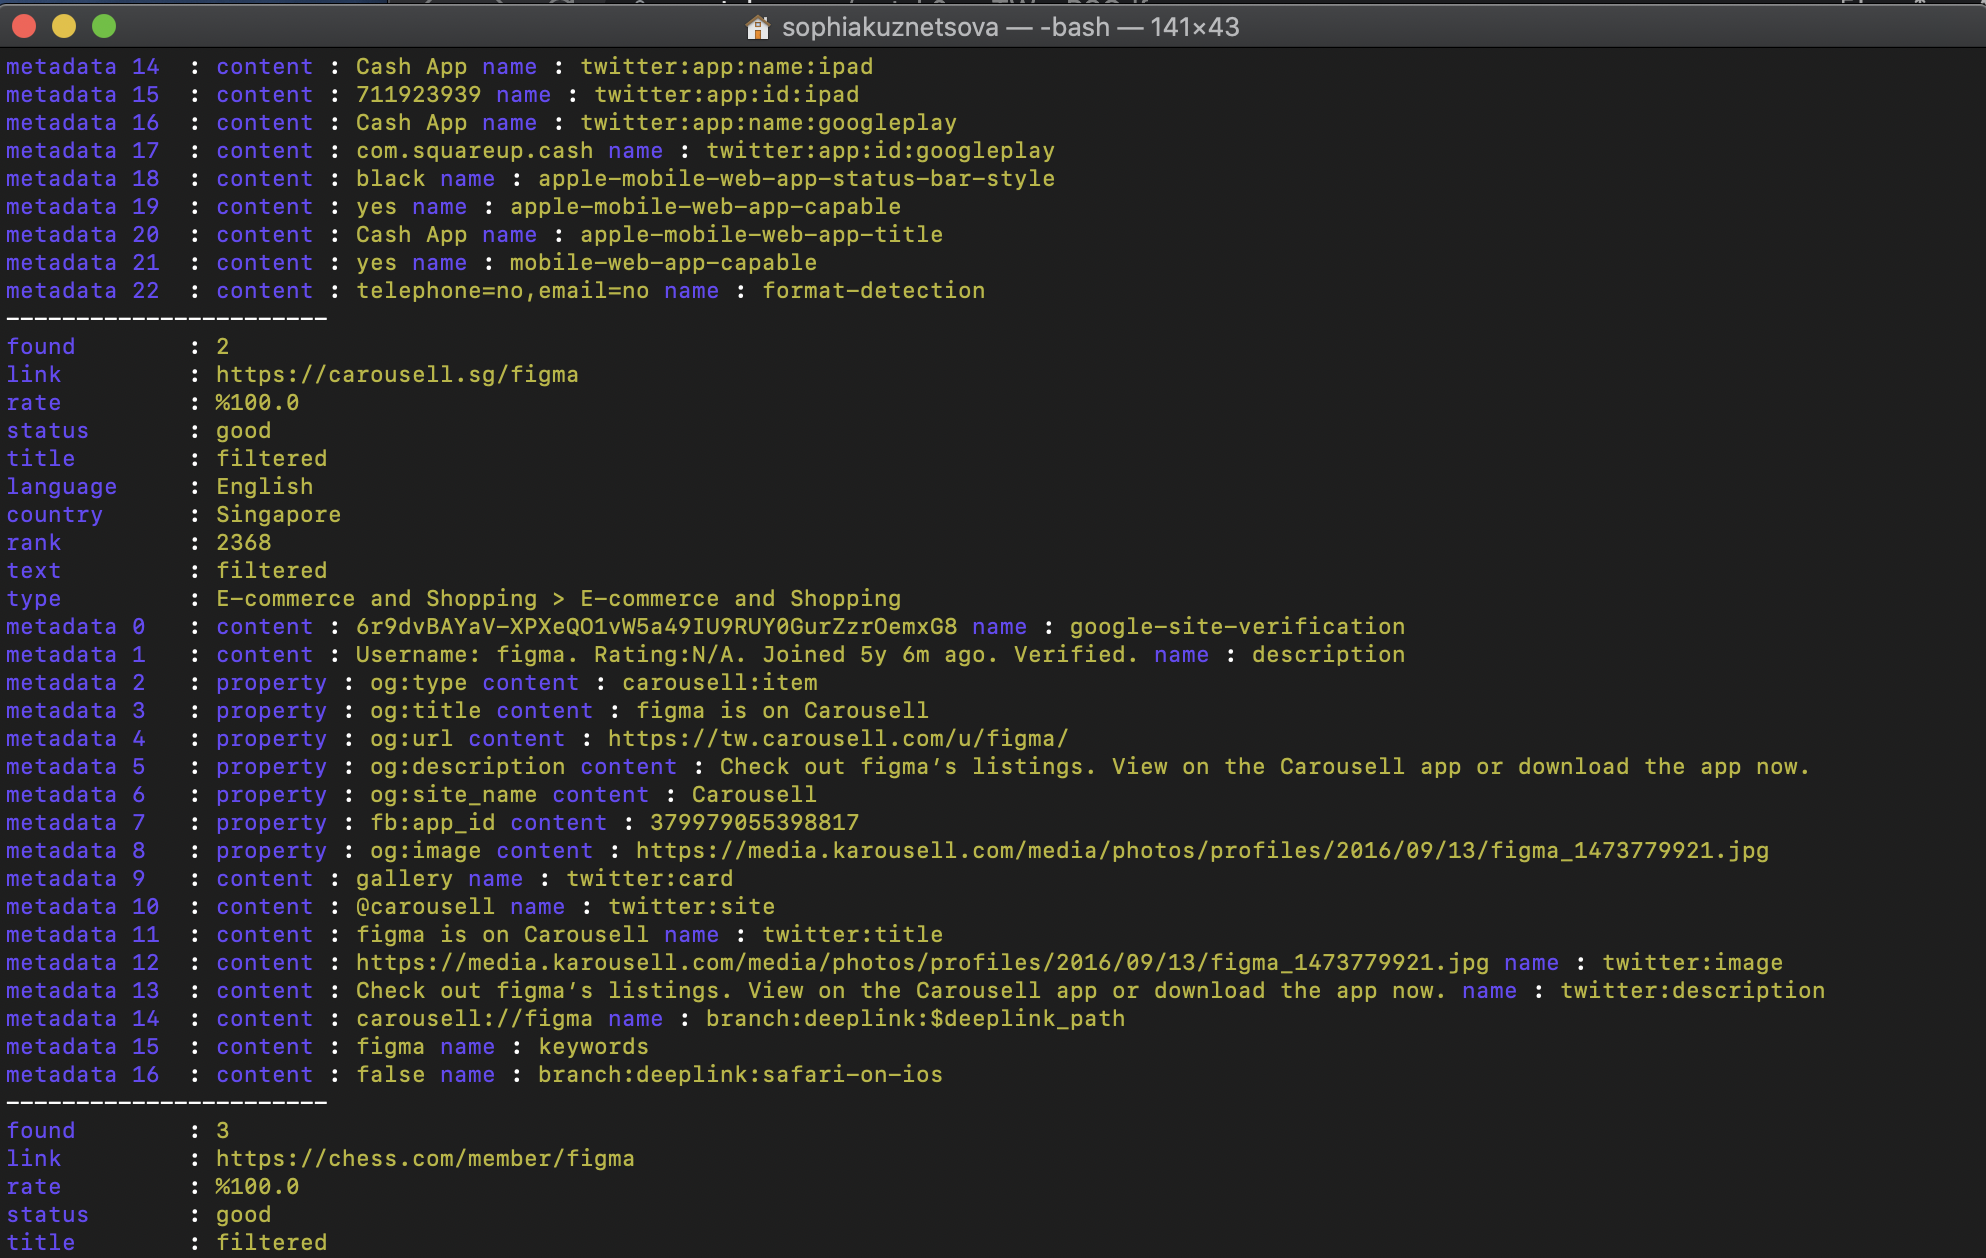 sophiakuznetsova — -bash — 141×43
metadata 14 : content : Cash App name : twitter:app:name:ipad
metadata 15 : content : 711923939 name : twitter:app:id:ipad
metadata 16 : content : Cash App name : twitter:app:name:googleplay
metadata 17 : content : com.squareup.cash name : twitter:app:id:googleplay
metadata 18 : content : black name : apple-mobile-web-app-status-bar-style
metadata 19 : content : yes name : apple-mobile-web-app-capable
metadata 20 : content : Cash App name : apple-mobile-web-app-title
metadata 21 : content : yes name : mobile-web-app-capable
metadata 22 : content : telephone=no,email=no name : format-detection
-----------------------
found : 2
link : https://carousell.sg/figma
rate : %100.0
status : good
title : filtered
language : English
country : Singapore
rank : 2368
text : filtered
type : E-commerce and Shopping > E-commerce and Shopping
metadata 0 : content : 6r9dvBAYaV-XPXeQO1vW5a49IU9RUY0GurZzrOemxG8 name : google-site-verification
metadata 1 : content : Username: figma. Rating:N/A. Joined 5y 6m ago. Verified. name : description
metadata 2 : property : og:type content : carousell:item
metadata 3 : property : og:title content : figma is on Carousell
metadata 4 : property : og:url content : https://tw.carousell.com/u/figma/
metadata 5 : property : og:description content : Check out figma’s listings. View on the Carousell app or download the app now.
metadata 6 : property : og:site_name content : Carousell
metadata 7 : property : fb:app_id content : 379979055398817
metadata 8 : property : og:image content : https://media.karousell.com/media/photos/profiles/2016/09/13/figma_1473779921.jpg
metadata 9 : content : gallery name : twitter:card
metadata 10 : content : @carousell name : twitter:site
metadata 11 : content : figma is on Carousell name : twitter:title
metadata 12 : content : https://media.karousell.com/media/photos/profiles/2016/09/13/figma_1473779921.jpg name : twitter:image
metadata 13 : content : Check out figma’s listings. View on the Carousell app or download the app now. name : twitter:description
metadata 14 : content : carousell://figma name : branch:deeplink:$deeplink_path
metadata 15 : content : figma name : keywords
metadata 16 : content : false name : branch:deeplink:safari-on-ios
-----------------------
found : 3
link : https://chess.com/member/figma
rate : %100.0
status : good
title : filtered